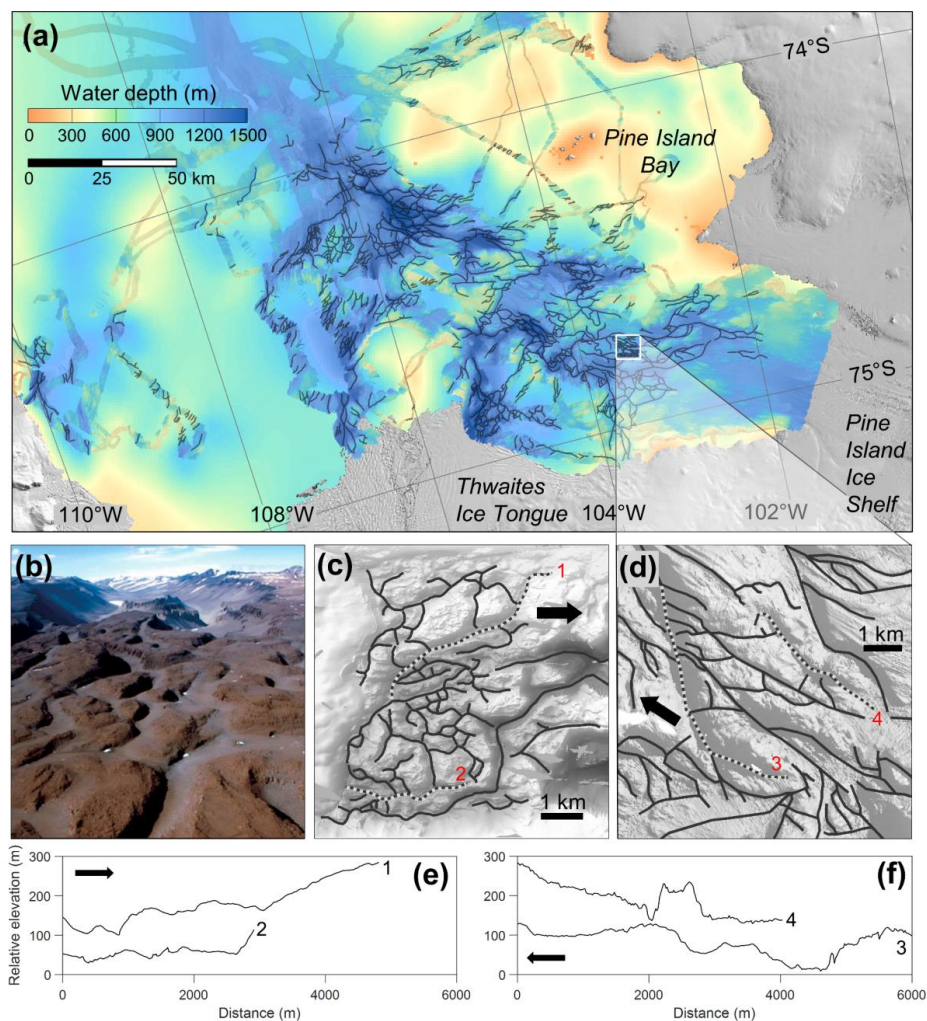 (a)
74°S
Water depth (m)
0 300 600 900 1200 1500
0 25 50 km
Pine Island
Bay
75°S
Pine
Island
Ice
Shelf
Thwaites
Ice Tongue
110°W
108°W
104°W
102°W
(b)
(c)
1
2
1 km
(d)
1 km
4
3
Relative elevation (m)
300
200
100
0
(e)
1
2
0 2000 4000 6000
Distance (m)
300
200
100
0
(f)
4
3
0 2000 4000 6000
Distance (m)